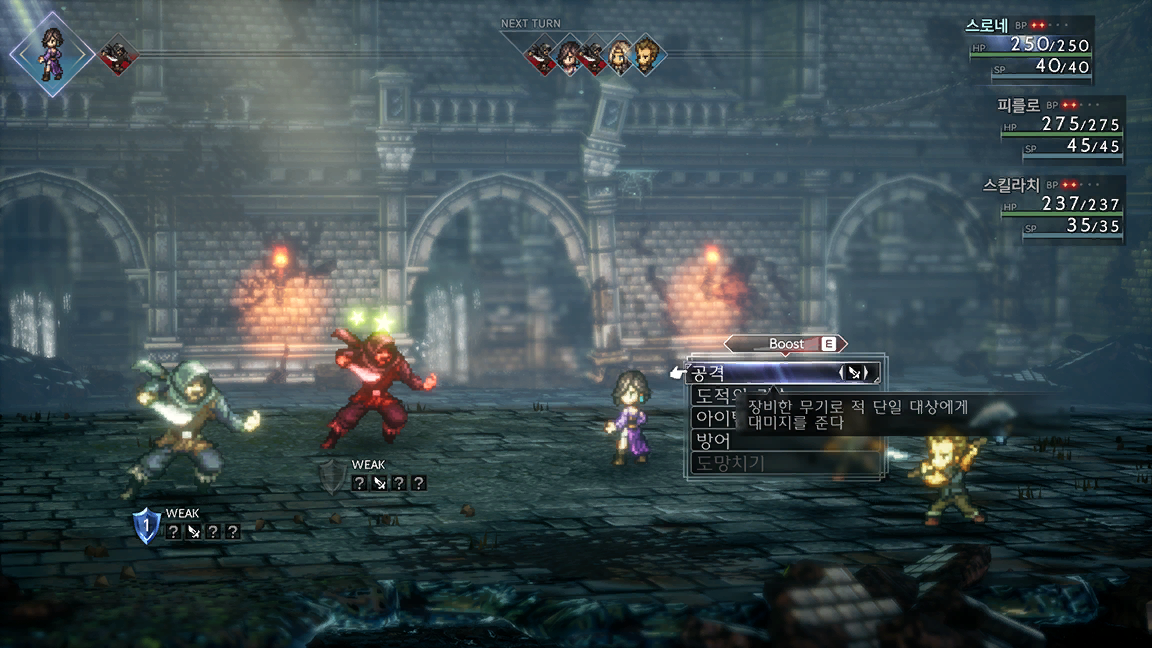 NEXT TURN
스로네 BP
HP 250/250
SP 40/40
피를로 BP
HP 275/275
SP 45/45
스킬라치 BP
HP 237/237
SP 35/35
Boost E
공격
도적의
장비한 무기로 적 단일 대상에게
대미지를 준다
방어
도망치기
WEAK
? ? ?
1 WEAK
? ? ?